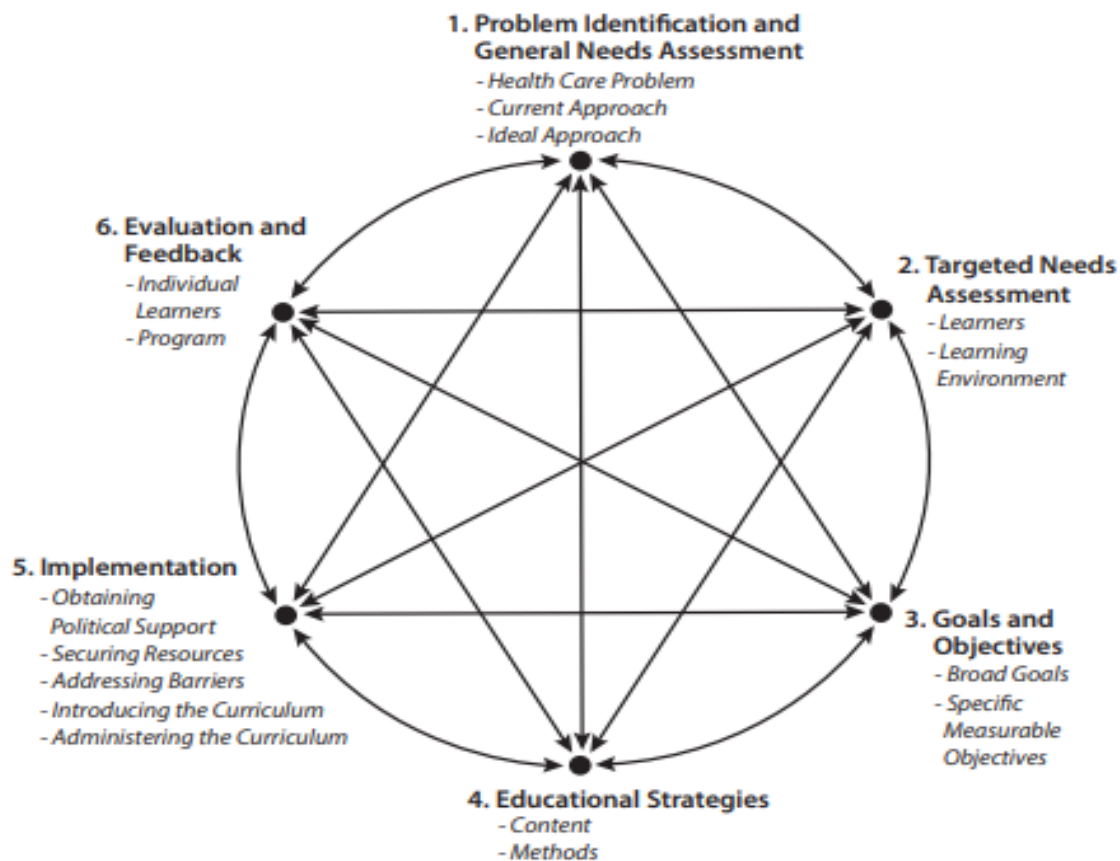 1. Problem Identification and
General Needs Assessment
- Health Care Problem
- Current Approach
- Ideal Approach
2. Targeted Needs
Assessment
- Learners
- Learning
Environment
3. Goals and
Objectives
- Broad Goals
- Specific
Measurable
Objectives
4. Educational Strategies
- Content
- Methods
5. Implementation
- Obtaining
Political Support
- Securing Resources
- Addressing Barriers
- Introducing the Curriculum
- Administering the Curriculum
6. Evaluation and
Feedback
- Individual
Learners
- Program